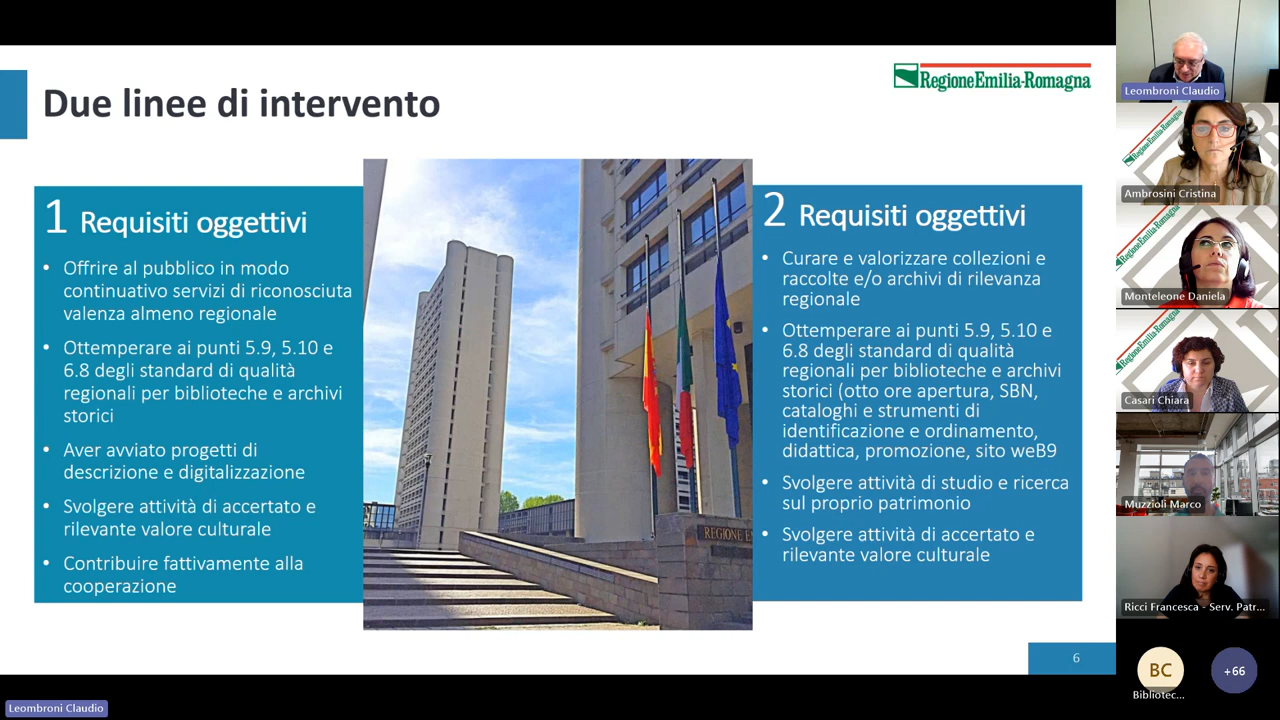 Due linee di intervento
RegioneEmilia-Romagna
1 Requisiti oggettivi
• Offrire al pubblico in modo
continuativo servizi di riconosciuta
valenza almeno regionale
• Ottemperare ai punti 5.9, 5.10 e
6.8 degli standard di qualità
regionali per biblioteche e archivi
storici
• Aver avviato progetti di
descrizione e digitalizzazione
• Svolgere attività di accertato e
rilevante valore culturale
• Contribuire fattivamente alla
cooperazione
REGIONE E
2 Requisiti oggettivi
• Curare e valorizzare collezioni e
raccolte e/o archivi di rilevanza
regionale
• Ottemperare ai punti 5.9, 5.10 e
6.8 degli standard di qualità
regionali per biblioteche e archivi
storici (otto ore apertura, SBN,
cataloghi e strumenti di
identificazione e ordinamento,
didattica, promozione, sito weB9
• Svolgere attività di studio e ricerca
sul proprio patrimonio
• Svolgere attività di accertato e
rilevante valore culturale
6
Leombroni Claudio
Leombroni Claudio
RegioneEmilia-Romagna
Ambrosini Cristina
RegioneEmilia-Romagna
Monteleone Daniela
RegioneEmilia-Romagna
Casari Chiara
Muzzioli Marco
Ricci Francesca - Serv. Patr...
BC
Bibliotec...
+66